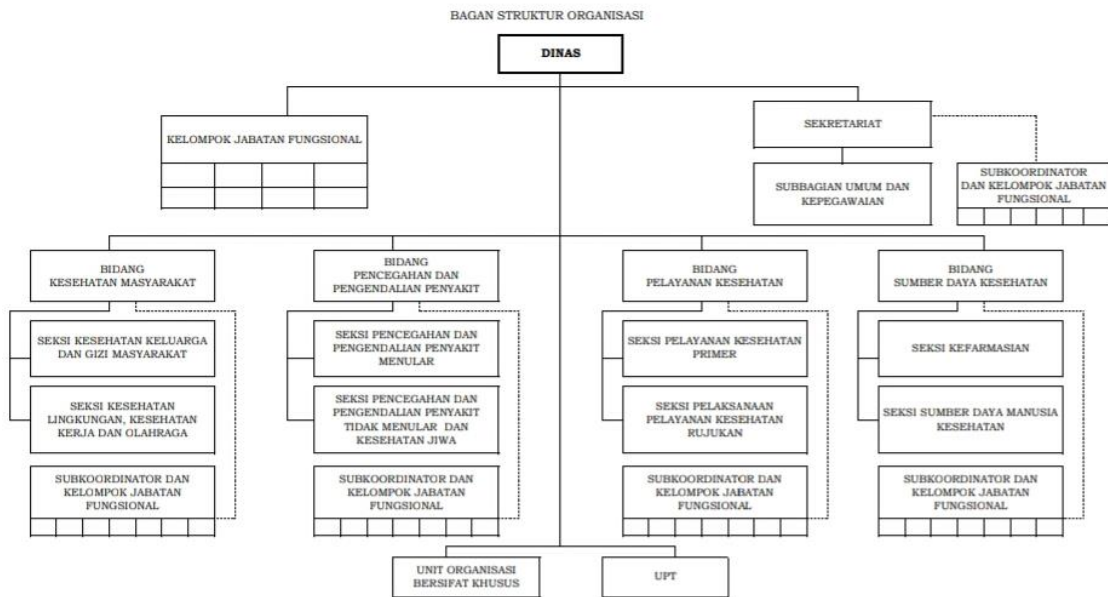 BAGAN STRUKTUR ORGANISASI
DINAS
KELOMPOK JABATAN FUNGSIONAL
SEKRETARIAT
SUBBAGIAN UMUM DAN
KEPEGAWAIAN
SUBKOORDINATOR
DAN KELOMPOK JABATAN
FUNGSIONAL
BIDANG
KESEHATAN MASYARAKAT
SEKSI KESEHATAN KELUARGA
DAN GIZI MASYARAKAT
SEKSI KESEHATAN
LINGKUNGAN, KESEHATAN
KERJA DAN OLAHRAGA
SUBKOORDINATOR DAN
KELOMPOK JABATAN
FUNGSIONAL
BIDANG
PENCEGAHAN DAN
PENGENDALIAN PENYAKIT
SEKSI PENCEGAHAN DAN
PENGENDALIAN PENYAKIT
MENULAR
SEKSI PENCEGAHAN DAN
PENGENDALIAN PENYAKIT
TIDAK MENULAR DAN
KESEHATAN JIWA
SUBKOORDINATOR DAN
KELOMPOK JABATAN
FUNGSIONAL
BIDANG
PELAYANAN KESEHATAN
SEKSI PELAYANAN KESEHATAN
PRIMER
SEKSI PELAKSANAAN
PELAYANAN KESEHATAN
RUJUKAN
SUBKOORDINATOR DAN
KELOMPOK JABATAN
FUNGSIONAL
BIDANG
SUMBER DAYA KESEHATAN
SEKSI KEFARMASIAN
SEKSI SUMBER DAYA MANUSIA
KESEHATAN
SUBKOORDINATOR DAN
KELOMPOK JABATAN
FUNGSIONAL
UNIT ORGANISASI
BERSIFAT KHUSUS
UPT